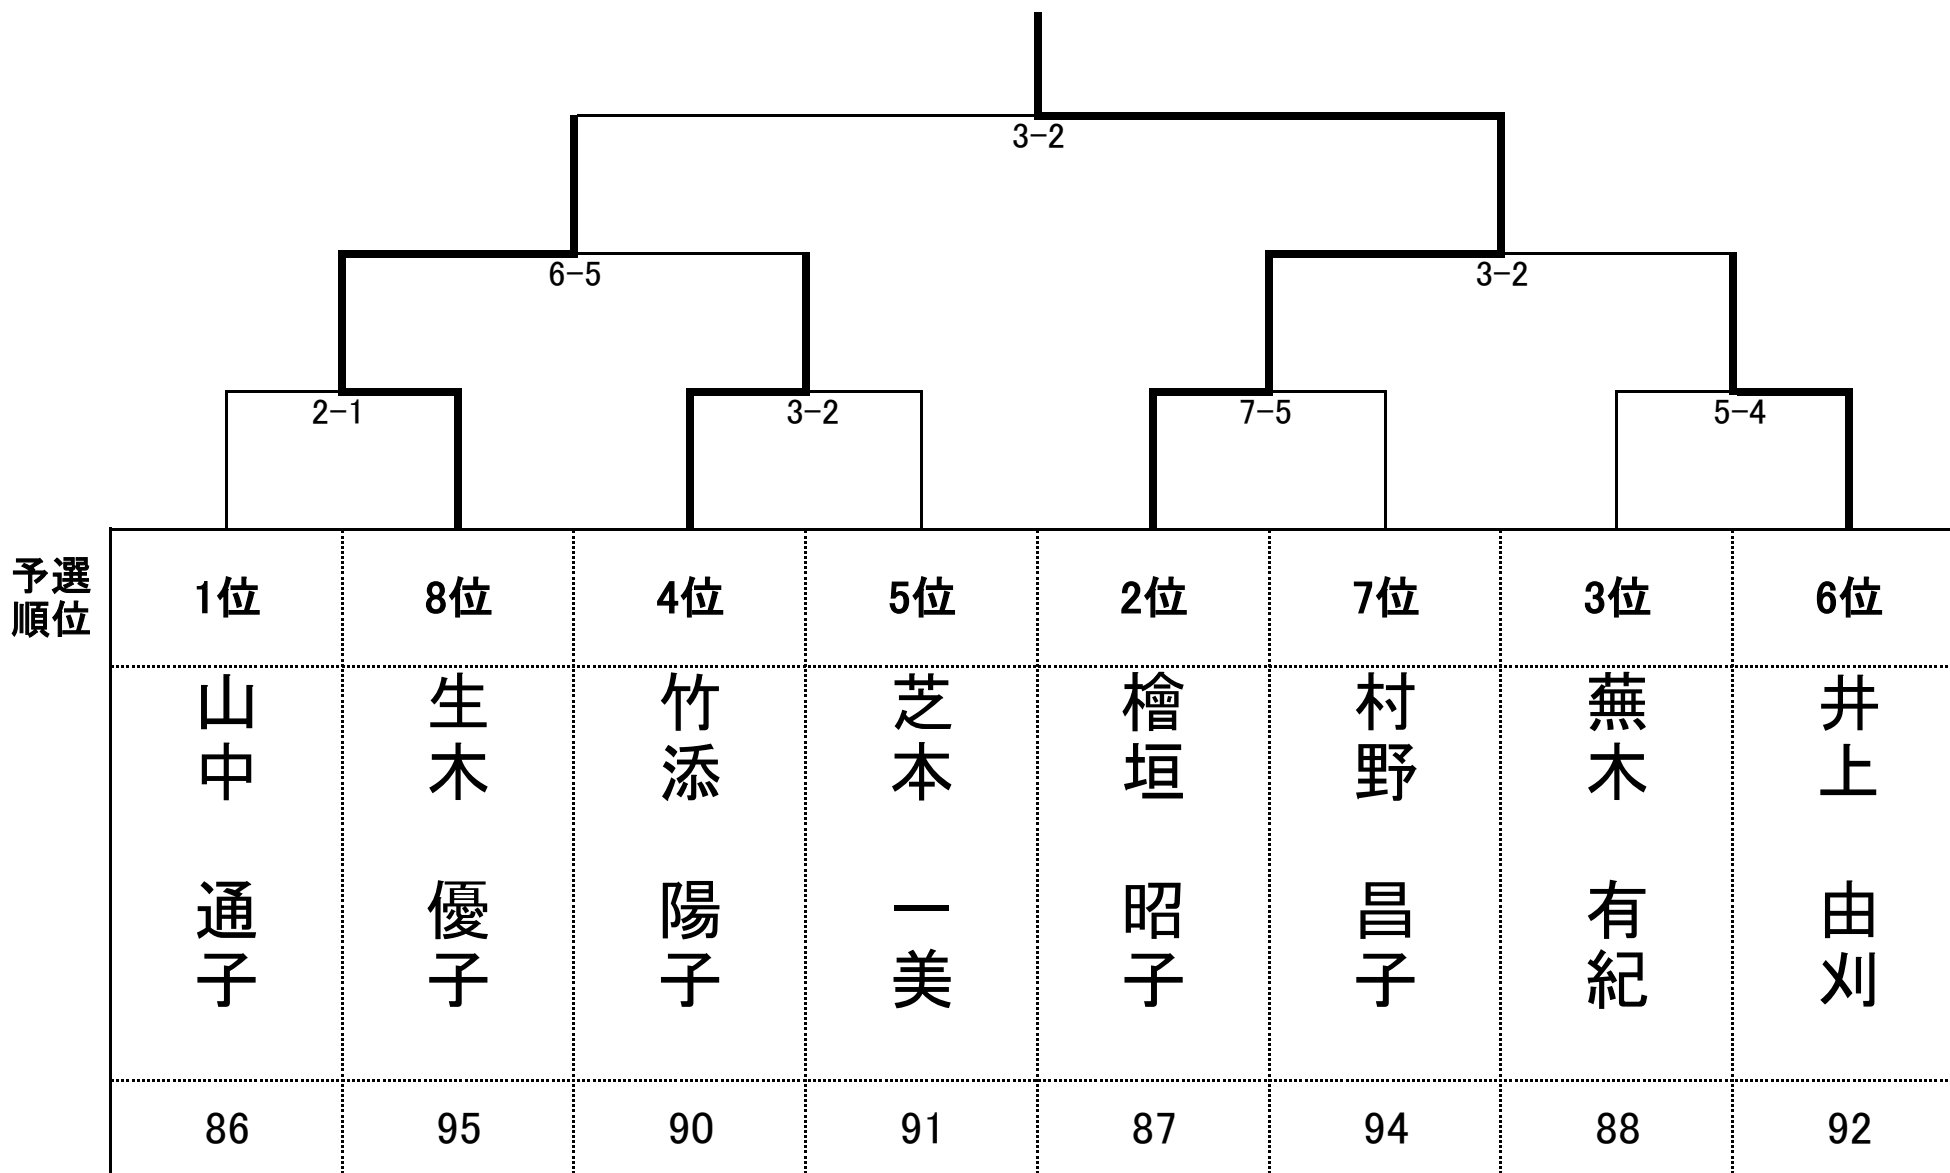 3-2
6-5
3-2
2-1
3-2
7-5
5-4
予選
順位
1位
8位
4位
5位
2位
7位
3位
6位
山中 通子
生木 優子
竹添 陽子
芝本 一美
檜垣 昭子
村野 昌子
蕪木 有紀
井上 由刈
86
95
90
91
87
94
88
92